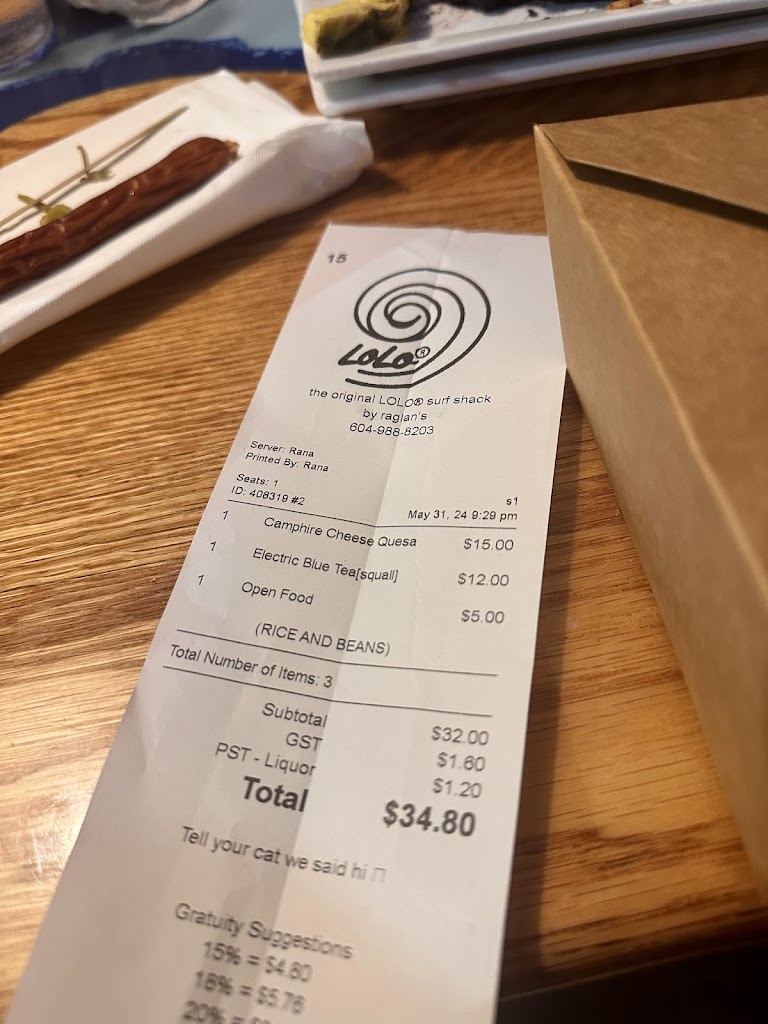 15
LOLO®
the original LOLO® surf shack
by raglan's
604-988-8203
Server: Rana
Printed By: Rana
Seats: 1 s1
ID: 408319 #2 May 31, 24 9:29 pm
1 Camphire Cheese Quesa $15.00
1 Electric Blue Tea[squall] $12.00
1 Open Food $5.00
(RICE AND BEANS)
Total Number of Items: 3
Subtotal $32.00
GST $1.60
PST - Liquor $1.20
Total $34.80
Tell your cat we said hi
Gratuity Suggestions
15% = $4.80
18% = $5.76
20% =